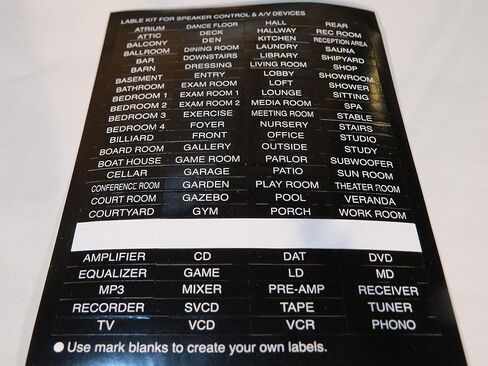 LABLE KIT FOR SPEAKER CONTROL & A/V DEVICES
ATRIUM DANCE FLOOR HALL REAR
ATTIC DECK HALLWAY REC ROOM
BALCONY DEN KITCHEN RECEPTION AREA
BALLROOM DINING ROOM LAUNDRY SAUNA
BAR DOWNSTAIRS LIBRARY SHIPYARD
BARN DRESSING LIVING ROOM SHOP
BASEMENT ENTRY LOBBY SHOWROOM
BATHROOM EXAM ROOM LOFT SHOWER
BEDROOM 1 EXAM ROOM 1 LOUNGE SITTING
BEDROOM 2 EXAM ROOM 2 MEDIA ROOM SPA
BEDROOM 3 EXERCISE MEETING ROOM STABLE
BEDROOM 4 FOYER NURSERY STAIRS
BILLIARD FRONT OFFICE STUDIO
BOARD ROOM GALLERY OUTSIDE STUDY
BOAT HOUSE GAME ROOM PARLOR SUBWOOFER
CELLAR GARAGE PATIO SUN ROOM
CONFERENCE ROOM GARDEN PLAY ROOM THEATER ROOM
COURT ROOM GAZEBO POOL VERANDA
COURTYARD GYM PORCH WORK ROOM
AMPLIFIER CD DAT DVD
EQUALIZER GAME LD MD
MP3 MIXER PRE-AMP RECEIVER
RECORDER SVCD TAPE TUNER
TV VCD VCR PHONO
● Use mark blanks to create your own labels.